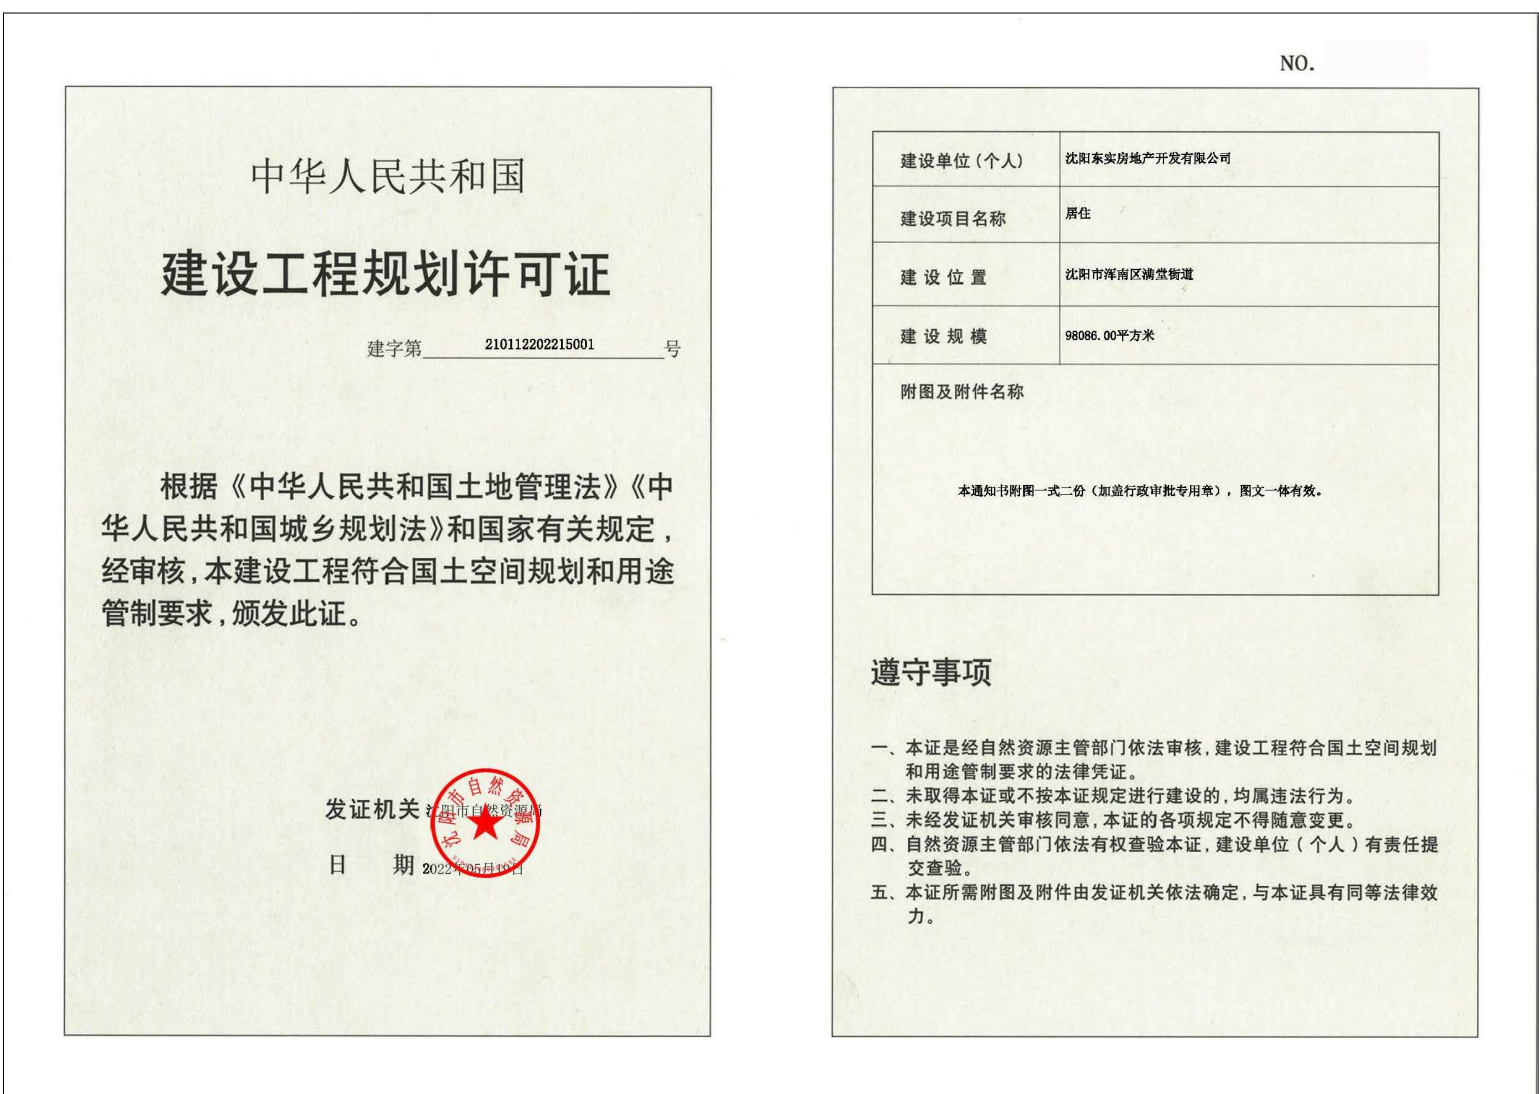 中华人民共和国
建设工程规划许可证
建字第 210112202215001 号
根据《中华人民共和国土地管理法》《中
华人民共和国城乡规划法》和国家有关规定,
经审核,本建设工程符合国土空间规划和用途
管制要求,颁发此证。
发证机关 沈阳市自然资源局
日 期 2022年05月19日
沈阳市自然资源局
NO.
建设单位(个人) 沈阳东实房地产开发有限公司
建设项目名称 居住
建设位置 沈阳市浑南区满堂街道
建设规模 98086.00平方米
附图及附件名称
本通知书附图一式二份(加盖行政审批专用章),图文一体有效。
遵守事项
一、本证是经自然资源主管部门依法审核,建设工程符合国土空间规划
和用途管制要求的法律凭证。
二、未取得本证或不按本证规定进行建设的,均属违法行为。
三、未经发证机关审核同意,本证的各项规定不得随意变更。
四、自然资源主管部门依法有权查验本证,建设单位(个人)有责任提
交查验。
五、本证所需附图及附件由发证机关依法确定,与本证具有同等法律效
力。